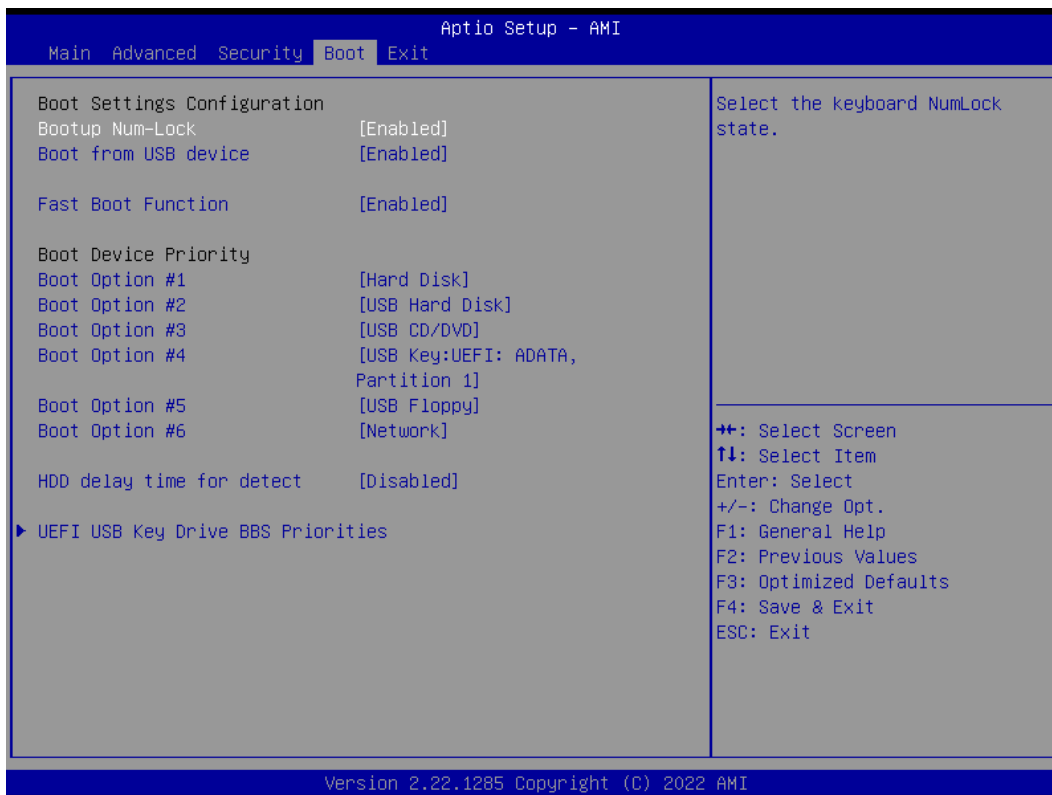 Aptio Setup – AMI
Main Advanced Security Boot Exit
Boot Settings Configuration
Bootup Num-Lock [Enabled]
Boot from USB device [Enabled]
Fast Boot Function [Enabled]
Boot Device Priority
Boot Option #1 [Hard Disk]
Boot Option #2 [USB Hard Disk]
Boot Option #3 [USB CD/DVD]
Boot Option #4 [USB Key:UEFI: ADATA,
Partition 1]
Boot Option #5 [USB Floppy]
Boot Option #6 [Network]
HDD delay time for detect [Disabled]
▶ UEFI USB Key Drive BBS Priorities
Select the keyboard NumLock
state.
→←: Select Screen
↑↓: Select Item
Enter: Select
+/-: Change Opt.
F1: General Help
F2: Previous Values
F3: Optimized Defaults
F4: Save & Exit
ESC: Exit
Version 2.22.1285 Copyright (C) 2022 AMI